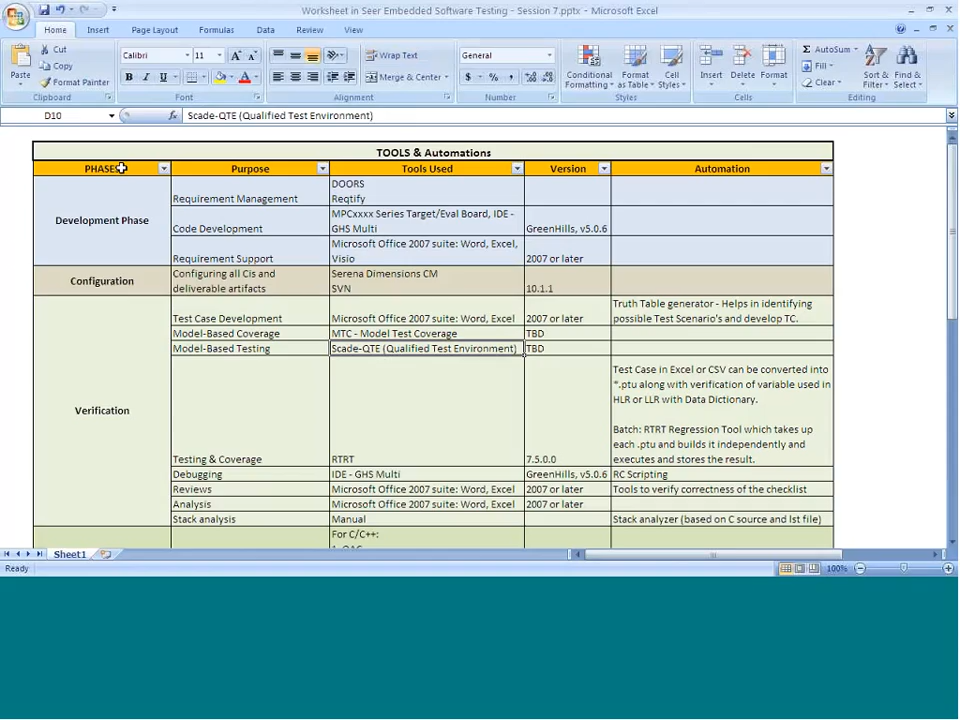 Worksheet in Seer Embedded Software Testing - Session 7.pptx - Microsoft Excel
Home Insert Page Layout Formulas Data Review View
Paste
Cut
Copy
Format Painter
Clipboard
Calibri 11
B I U
Font
Wrap Text
Merge & Center
Alignment
General
$ % ,
Number
Conditional Formatting
Format as Table
Cell Styles
Styles
Insert Delete Format
Cells
AutoSum
Fill
Clear
Sort & Filter
Find & Select
Editing
D10 fx Scade-QTE (Qualified Test Environment)
TOOLS & Automations
PHASES Purpose Tools Used Version Automation
Development Phase
Requirement Management
DOORS
Reqtify
Code Development
MPCxxxx Series Target/Eval Board, IDE -
GHS Multi
GreenHills, v5.0.6
Requirement Support
Microsoft Office 2007 suite: Word, Excel,
Visio
2007 or later
Configuration
Configuring all Cis and
deliverable artifacts
Serena Dimensions CM
SVN
10.1.1
Verification
Test Case Development
Microsoft Office 2007 suite: Word, Excel
2007 or later
Truth Table generator - Helps in identifying
possible Test Scenario's and develop TC.
Model-Based Coverage MTC - Model Test Coverage TBD
Model-Based Testing Scade-QTE (Qualified Test Environment) TBD
Testing & Coverage RTRT 7.5.0.0
Test Case in Excel or CSV can be converted into
*.ptu along with verification of variable used in
HLR or LLR with Data Dictionary.
Batch: RTRT Regression Tool which takes up
each .ptu and builds it independently and
executes and stores the result.
Debugging IDE - GHS Multi GreenHills, v5.0.6 RC Scripting
Reviews Microsoft Office 2007 suite: Word, Excel 2007 or later Tools to verify correctness of the checklist
Analysis Microsoft Office 2007 suite: Word, Excel 2007 or later
Stack analysis Manual Stack analyzer (based on C source and lst file)
For C/C++:
Sheet1
Ready 100%